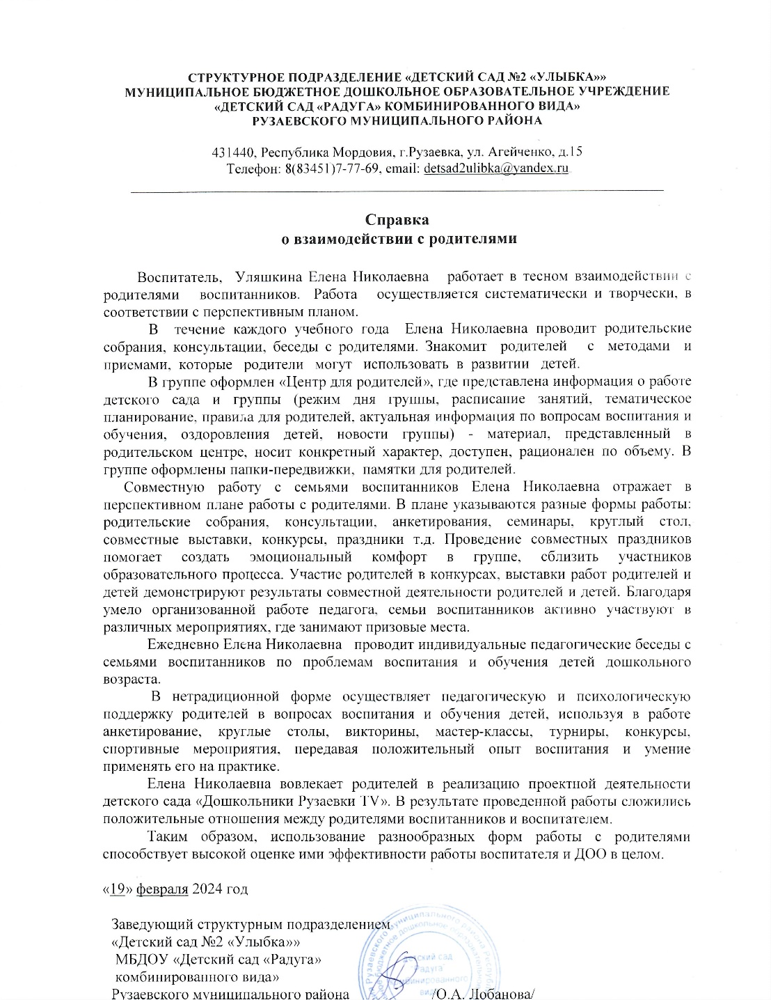 СТРУКТУРНОЕ ПОДРАЗДЕЛЕНИЕ «ДЕТСКИЙ САД №2 «УЛЫБКА»»
МУНИЦИПАЛЬНОЕ БЮДЖЕТНОЕ ДОШКОЛЬНОЕ ОБРАЗОВАТЕЛЬНОЕ УЧРЕЖДЕНИЕ
«ДЕТСКИЙ САД «РАДУГА» КОМБИНИРОВАННОГО ВИДА»
РУЗАЕВСКОГО МУНИЦИПАЛЬНОГО РАЙОНА
431440, Республика Мордовия, г.Рузаевка, ул. Агейченко, д.15
Телефон: 8(83451)7-77-69, email: detsad2ulibka@yandex.ru
Справка
о взаимодействии с родителями
Воспитатель, Уляшкина Елена Николаевна работает в тесном взаимодействии с
родителями воспитанников. Работа осуществляется систематически и творчески, в
соответствии с перспективным планом.
В течение каждого учебного года Елена Николаевна проводит родительские
собрания, консультации, беседы с родителями. Знакомит родителей с методами и
приемами, которые родители могут использовать в развитии детей.
В группе оформлен «Центр для родителей», где представлена информация о работе
детского сада и группы (режим дня группы, расписание занятий, тематическое
планирование, правила для родителей, актуальная информация по вопросам воспитания и
обучения, оздоровления детей, новости группы) - материал, представленный в
родительском центре, носит конкретный характер, доступен, рационален по объему. В
группе оформлены папки-передвижки, памятки для родителей.
Совместную работу с семьями воспитанников Елена Николаевна отражает в
перспективном плане работы с родителями. В плане указываются разные формы работы:
родительские собрания, консультации, анкетирования, семинары, круглый стол,
совместные выставки, конкурсы, праздники т.д. Проведение совместных праздников
помогает создать эмоциональный комфорт в группе, сблизить участников
образовательного процесса. Участие родителей в конкурсах, выставки работ родителей и
детей демонстрируют результаты совместной деятельности родителей и детей. Благодаря
умело организованной работе педагога, семьи воспитанников активно участвуют в
различных мероприятиях, где занимают призовые места.
Ежедневно Елена Николаевна проводит индивидуальные педагогические беседы с
семьями воспитанников по проблемам воспитания и обучения детей дошкольного
возраста.
В нетрадиционной форме осуществляет педагогическую и психологическую
поддержку родителей в вопросах воспитания и обучения детей, используя в работе
анкетирование, круглые столы, викторины, мастер-классы, турниры, конкурсы,
спортивные мероприятия, передавая положительный опыт воспитания и умение
применять его на практике.
Елена Николаевна вовлекает родителей в реализацию проектной деятельности
детского сада «Дошкольники Рузаевки TV». В результате проведенной работы сложились
положительные отношения между родителями воспитанников и воспитателем.
Таким образом, использование разнообразных форм работы с родителями
способствует высокой оценке ими эффективности работы воспитателя и ДОО в целом.
«19» февраля 2024 год
Заведующий структурным подразделением
«Детский сад №2 «Улыбка»»
МБДОУ «Детский сад «Радуга»
комбинированного вида»
Рузаевского муниципального района /О.А. Лобанова/
Детский сад
"Радуга"
комбинированного
вида